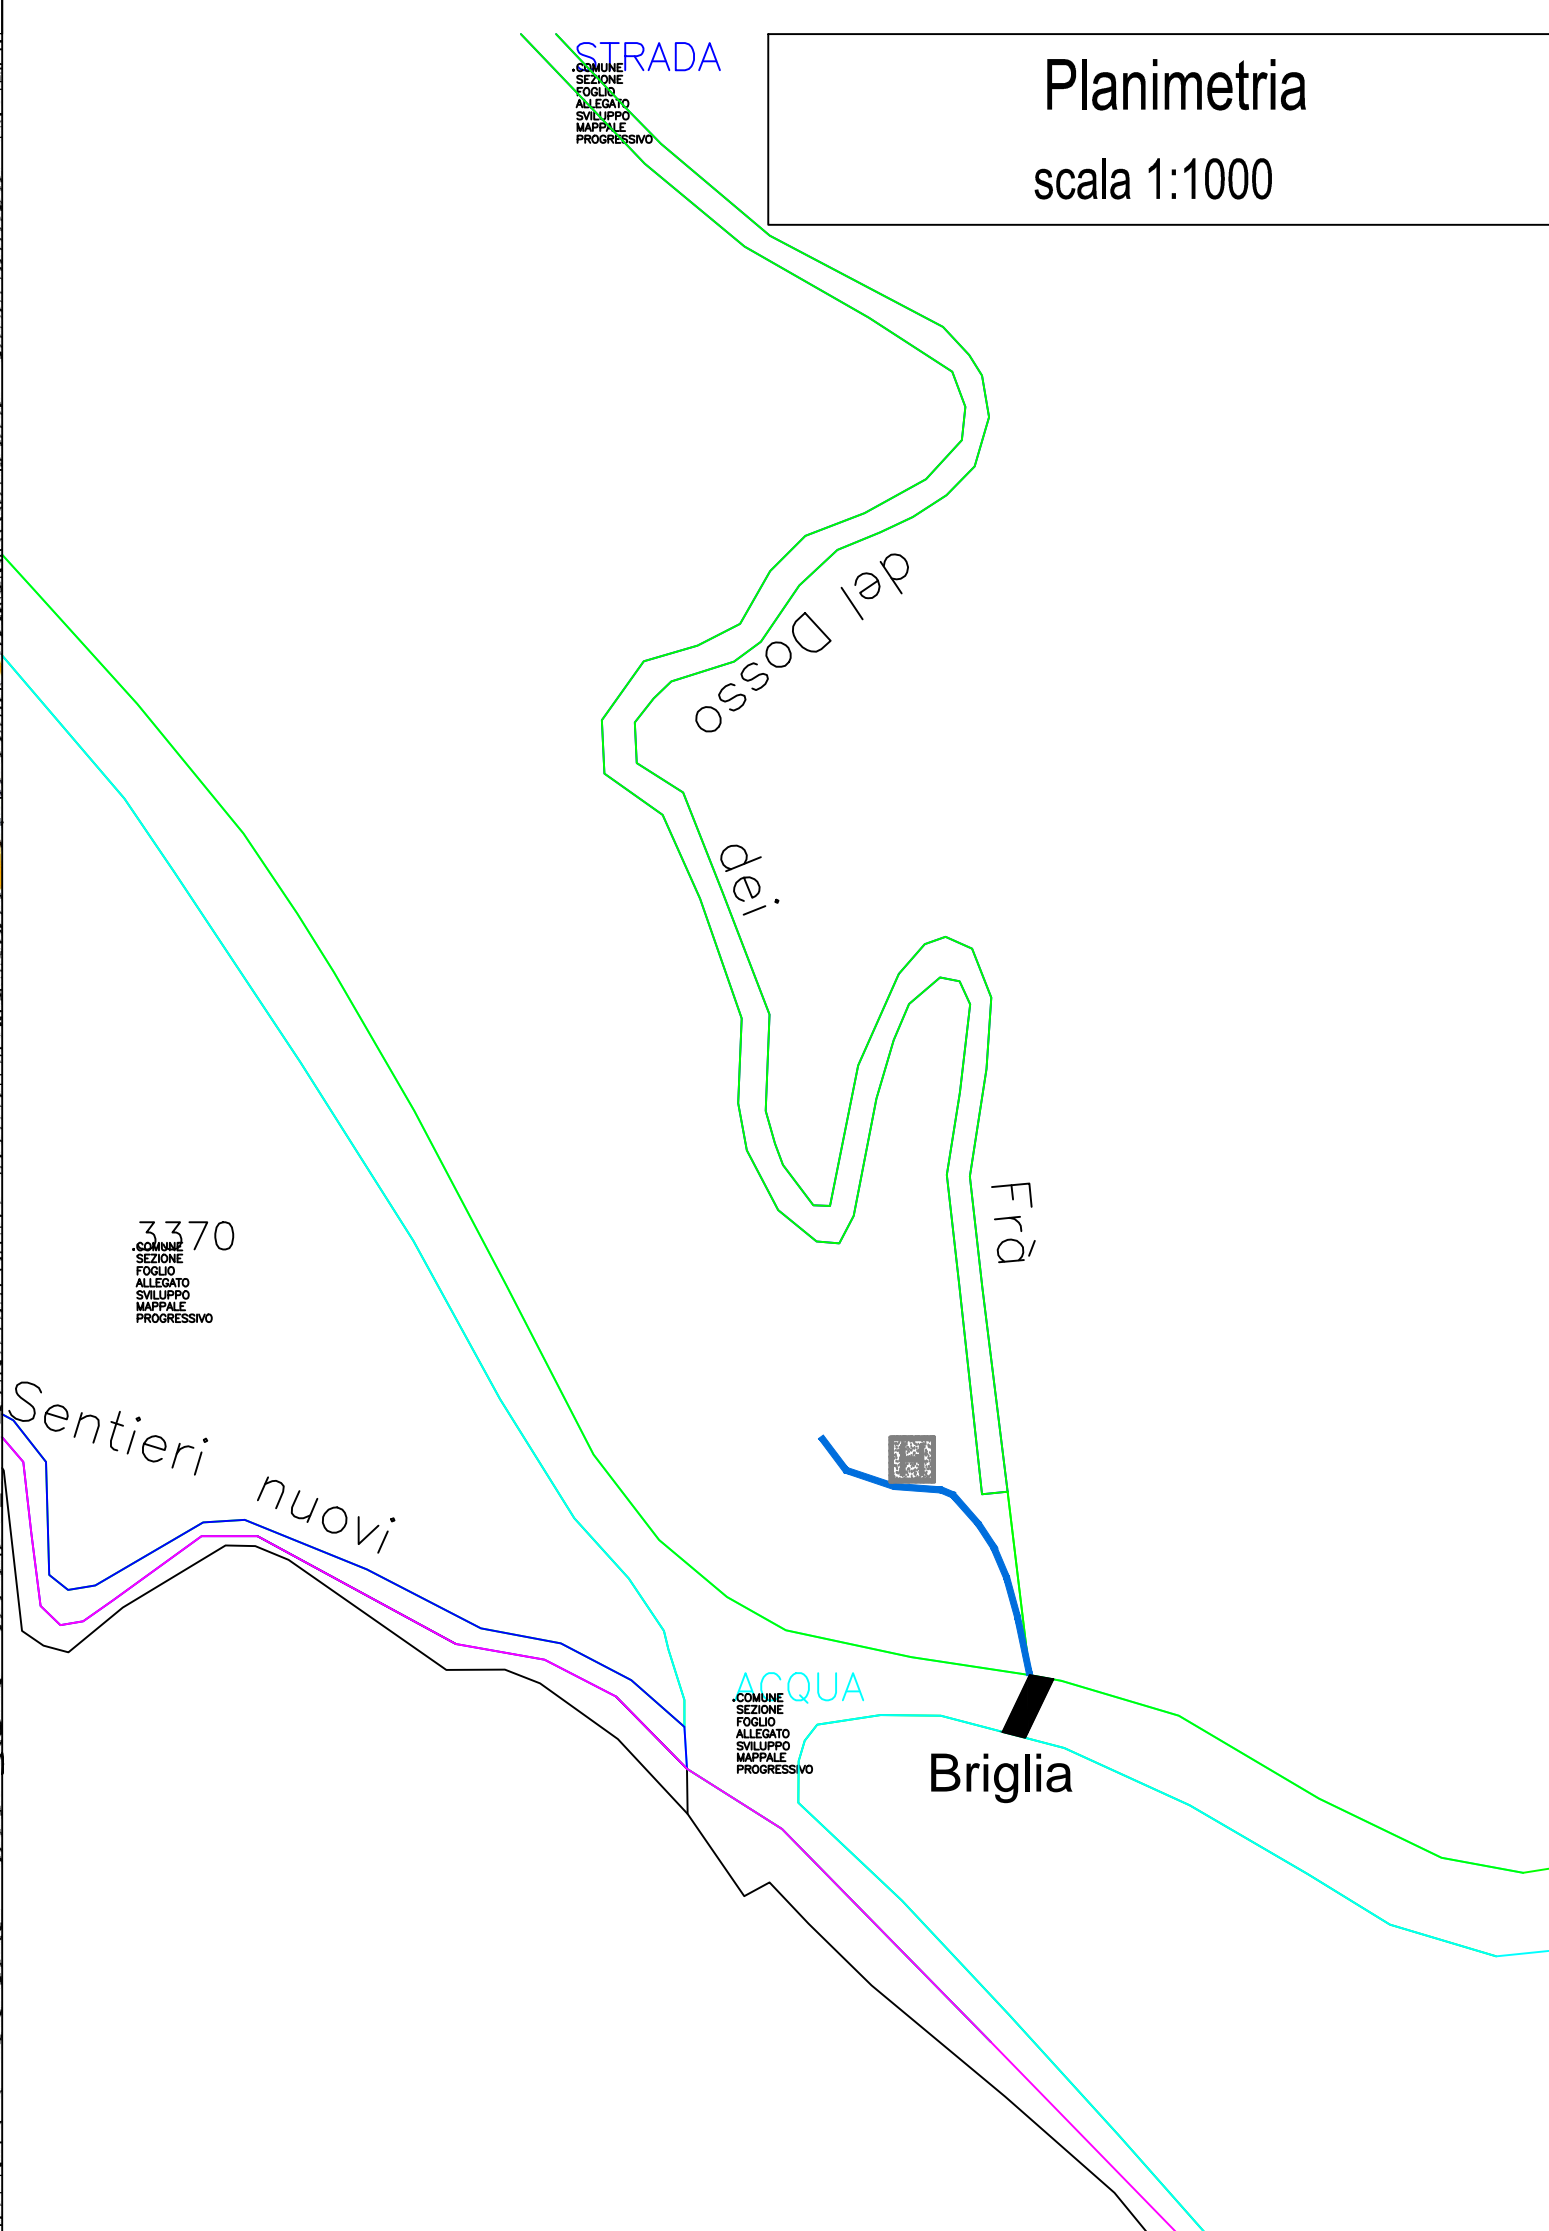 STRADA
.COMUNE
SEZIONE
FOGLIO
ALLEGATO
SVILUPPO
MAPPALE
PROGRESSIVO
Planimetria
scala 1:1000
del Dosso
dei
Frà
3370
.COMUNE
SEZIONE
FOGLIO
ALLEGATO
SVILUPPO
MAPPALE
PROGRESSIVO
Sentieri nuovi
ACQUA
.COMUNE
SEZIONE
FOGLIO
ALLEGATO
SVILUPPO
MAPPALE
PROGRESSIVO
Briglia